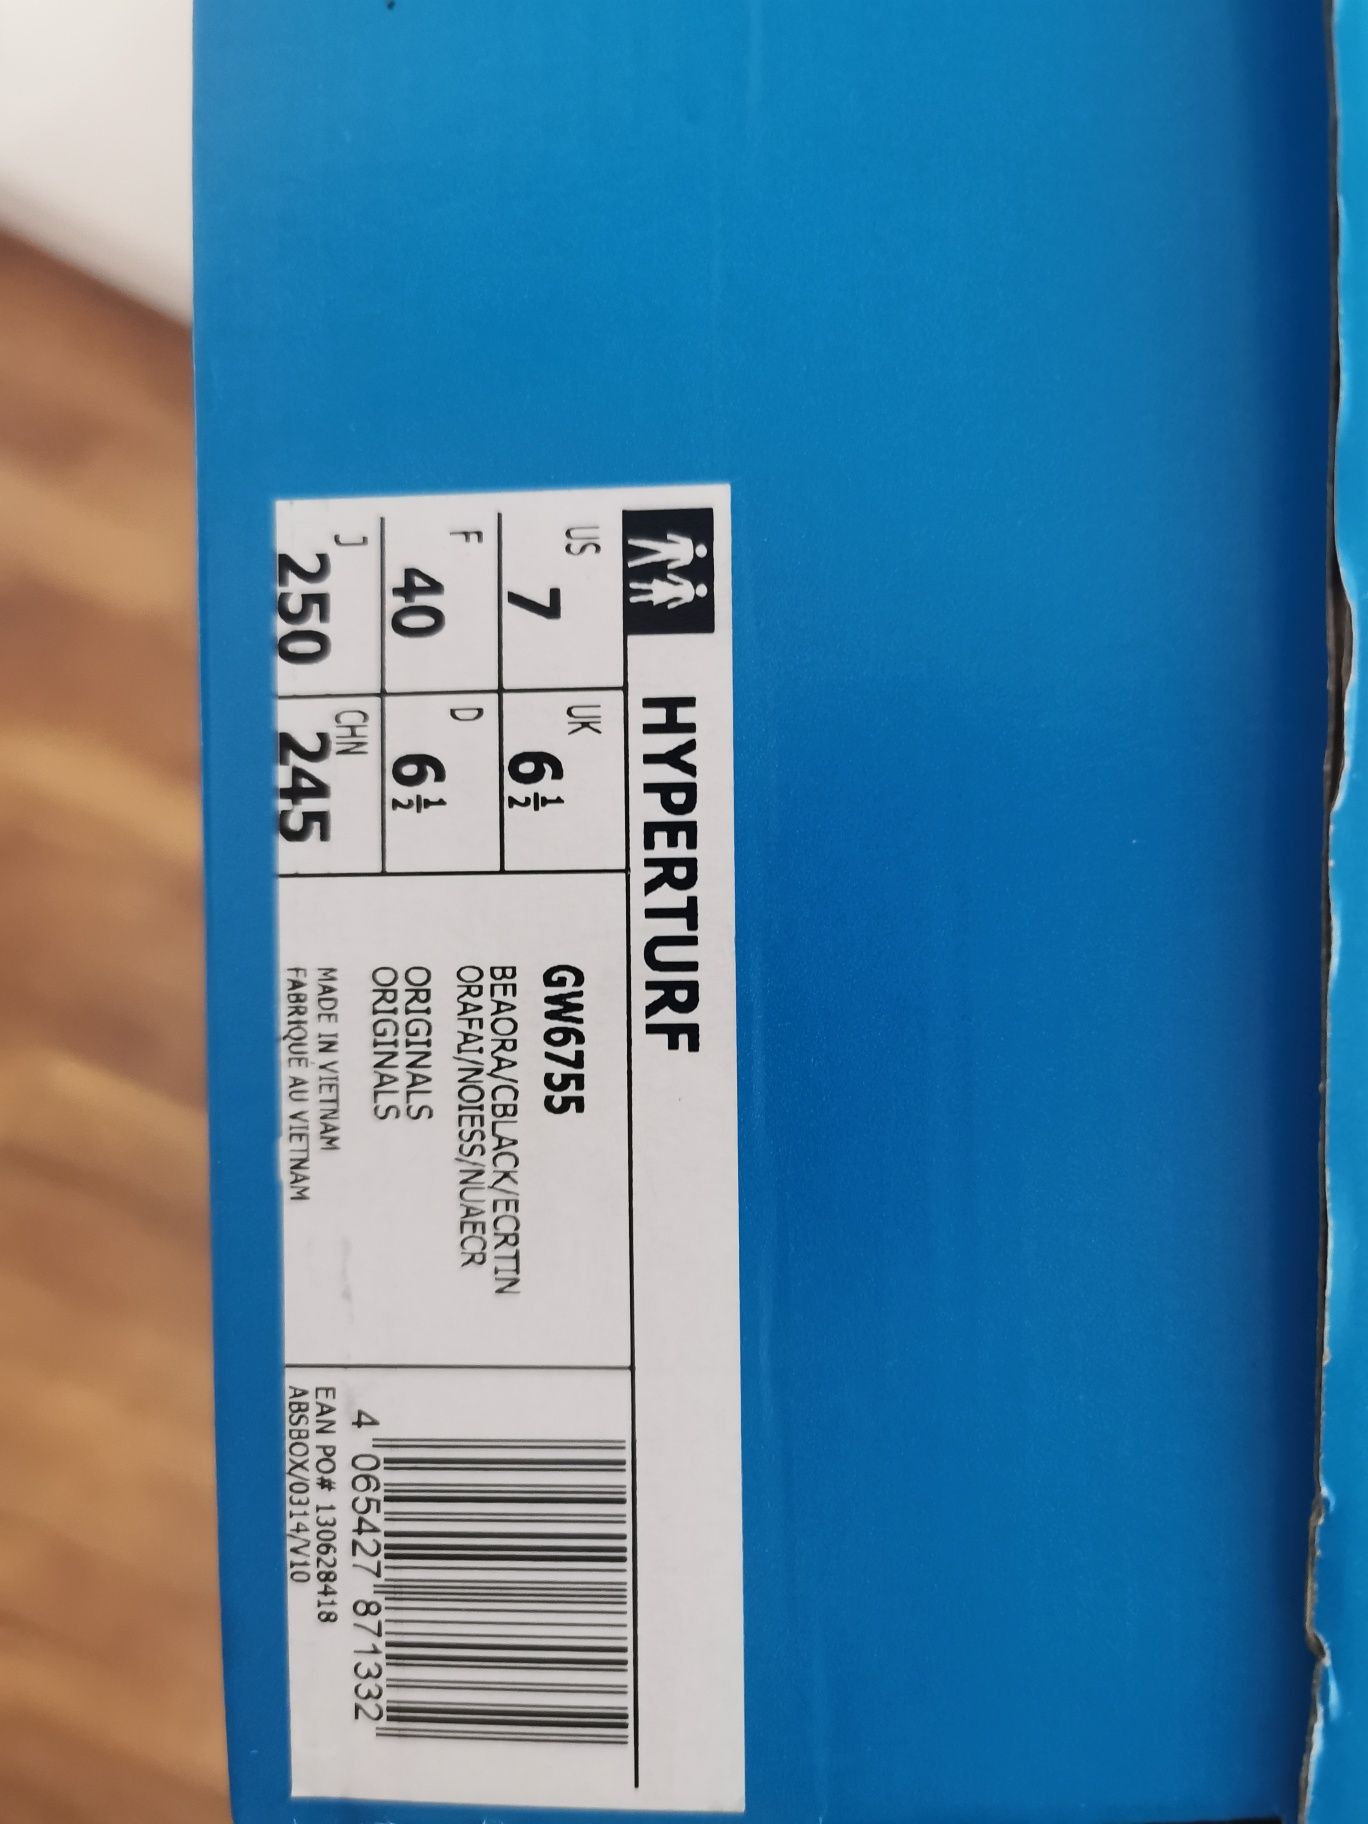 HYPERTURF
US 7 UK 6½
F 40 D 6½
J 250 CHN 245
GW6755
BEAORA/CBLACK/ECRTIN
ORAFAI/NOIESS/NUAECR
ORIGINALS
ORIGINALS
MADE IN VIETNAM
FABRIQUÉ AU VIETNAM
4 065427 871332
EAN PO# 130628418
ABSBOX/0314/V10